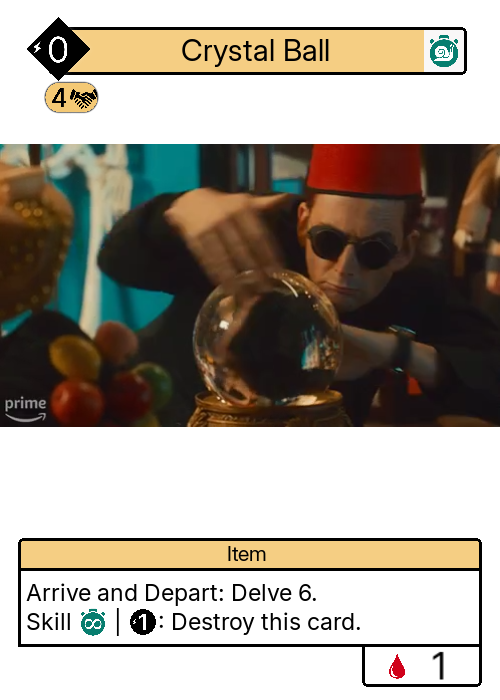 0
Crystal Ball
4
prime
Item
Arrive and Depart: Delve 6.
Skill | 1: Destroy this card.
1